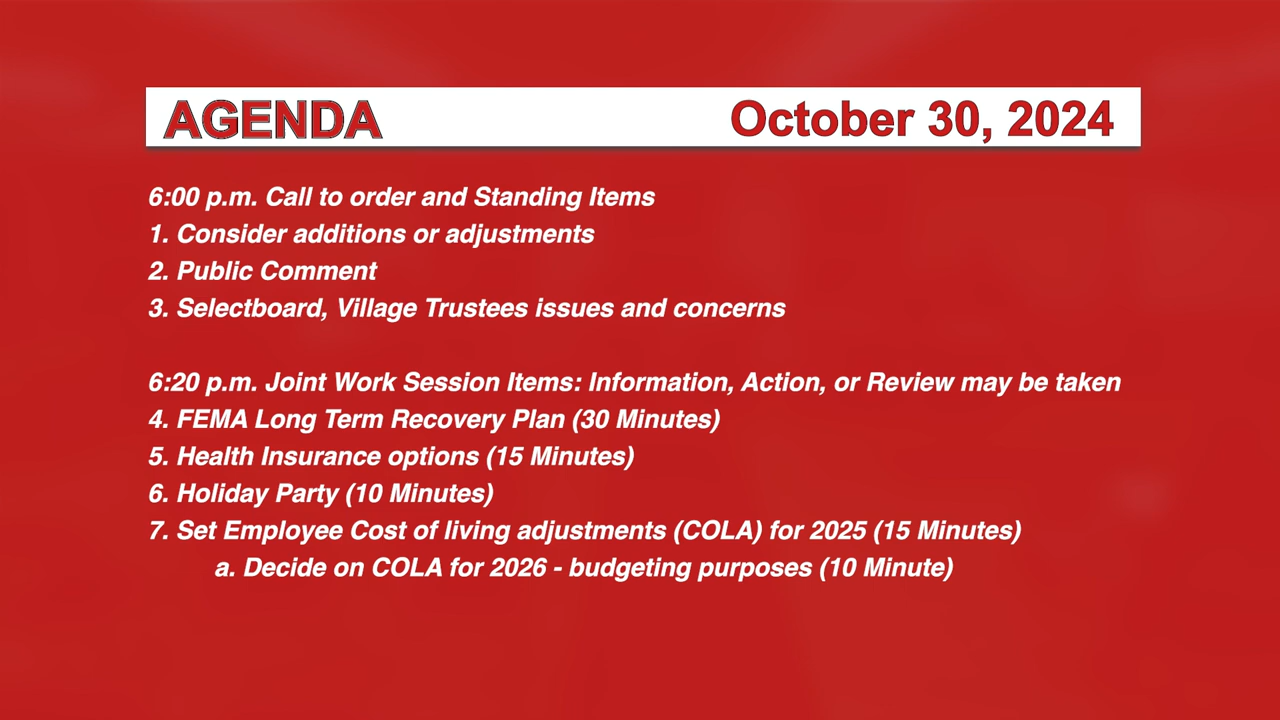 AGENDA October 30, 2024
6:00 p.m. Call to order and Standing Items
1. Consider additions or adjustments
2. Public Comment
3. Selectboard, Village Trustees issues and concerns
6:20 p.m. Joint Work Session Items: Information, Action, or Review may be taken
4. FEMA Long Term Recovery Plan (30 Minutes)
5. Health Insurance options (15 Minutes)
6. Holiday Party (10 Minutes)
7. Set Employee Cost of living adjustments (COLA) for 2025 (15 Minutes)
a. Decide on COLA for 2026 - budgeting purposes (10 Minute)